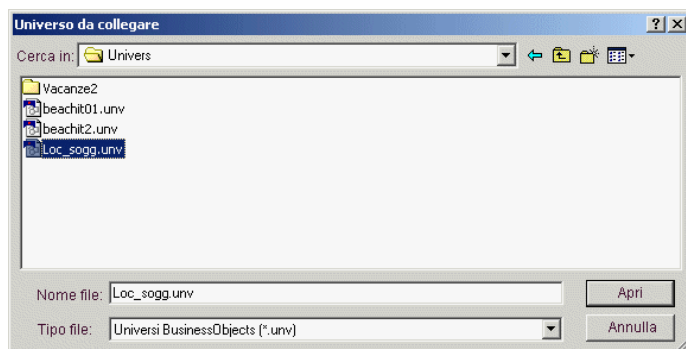 Universo da collegare
Cerca in: Univers
Vacanze2
beachit01.unv
beachit2.unv
Loc_sogg.unv
Nome file: Loc_sogg.unv Apri
Tipo file: Universi BusinessObjects (*.unv) Annulla